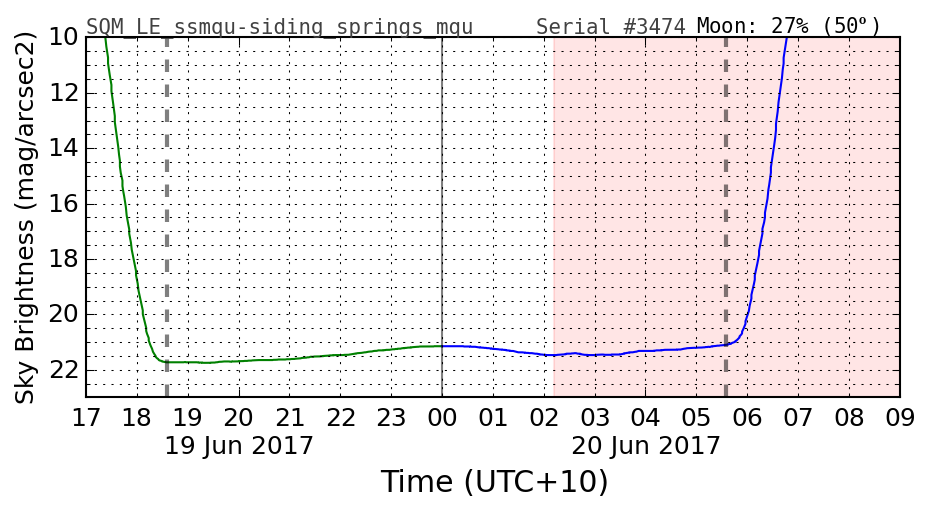 SQM_LE_ssmqu-siding_springs_mqu Serial #3474 Moon: 27% (50°)
Sky Brightness (mag/arcsec2)
10
12
14
16
18
20
22
17 18 19 20 21 22 23 00 01 02 03 04 05 06 07 08 09
19 Jun 2017 20 Jun 2017
Time (UTC+10)